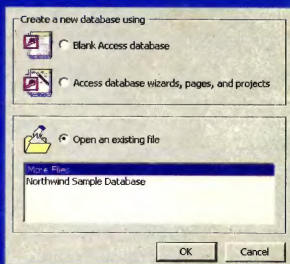 Create a new database using
Blank Access database
Access database wizards, pages, and projects
Open an existing file
More Files...
Northwind Sample Database
OK
Cancel